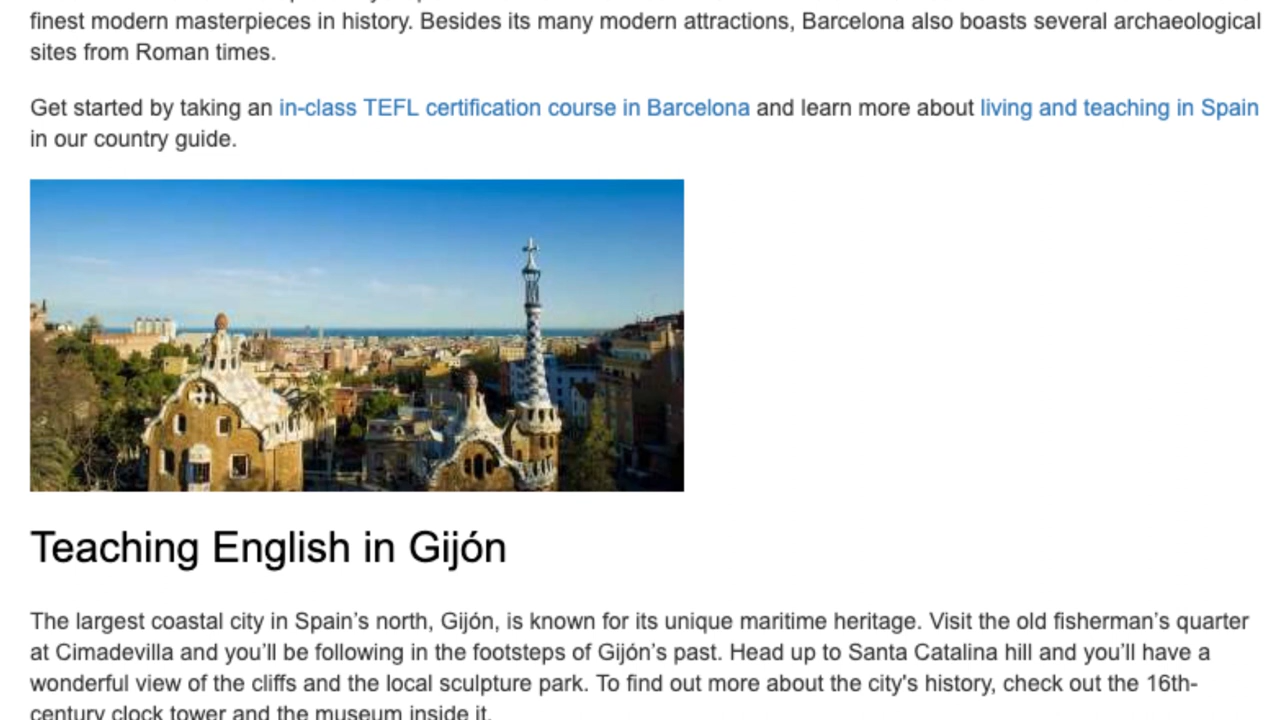 finest modern masterpieces in history. Besides its many modern attractions, Barcelona also boasts several archaeological
sites from Roman times.
Get started by taking an in-class TEFL certification course in Barcelona and learn more about living and teaching in Spain
in our country guide.
Teaching English in Gijón
The largest coastal city in Spain’s north, Gijón, is known for its unique maritime heritage. Visit the old fisherman’s quarter
at Cimadevilla and you’ll be following in the footsteps of Gijón’s past. Head up to Santa Catalina hill and you’ll have a
wonderful view of the cliffs and the local sculpture park. To find out more about the city's history, check out the 16th-
century clock tower and the museum inside it.